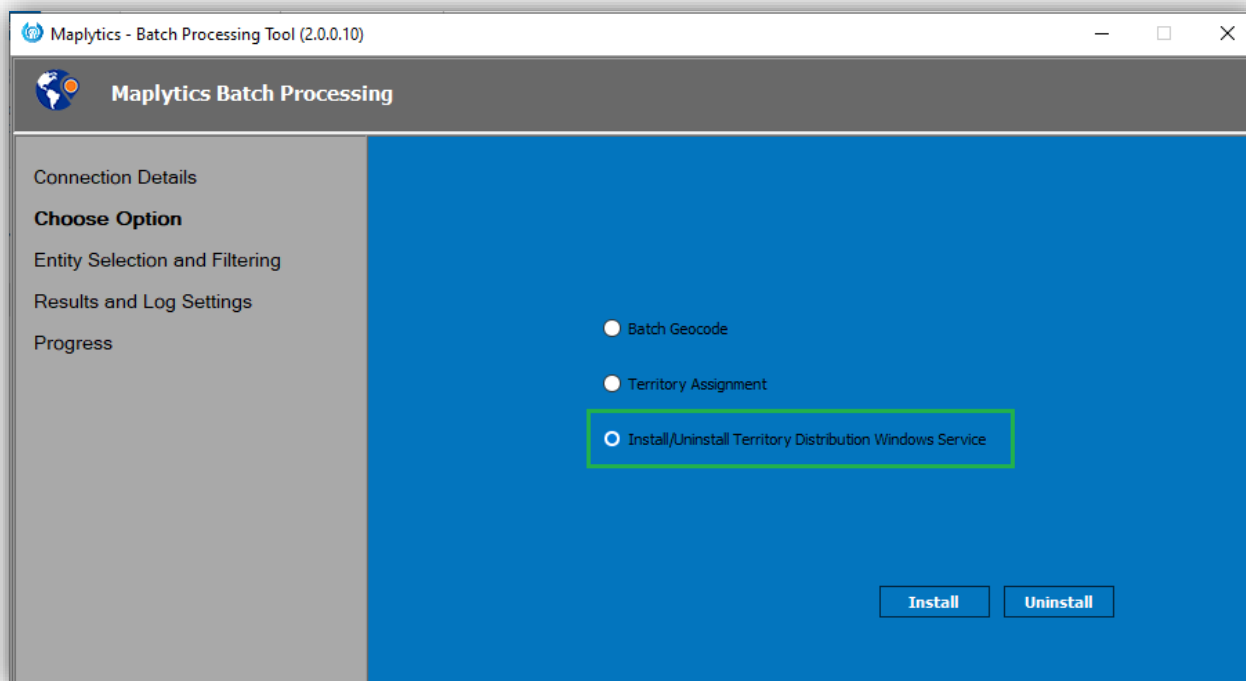 Maplytics - Batch Processing Tool (2.0.0.10)
Maplytics Batch Processing
Connection Details
Choose Option
Entity Selection and Filtering
Results and Log Settings
Progress
Batch Geocode
Territory Assignment
Install/Uninstall Territory Distribution Windows Service
Install Uninstall